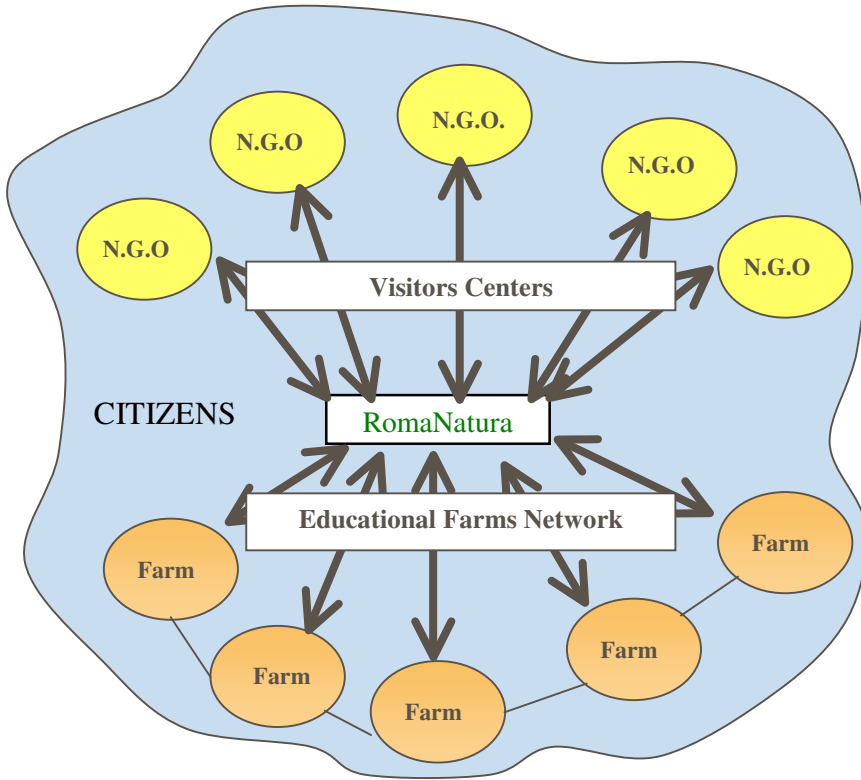 N.G.O
N.G.O.
N.G.O
N.G.O
N.G.O
Visitors Centers
CITIZENS
RomaNatura
Educational Farms Network
Farm
Farm
Farm
Farm
Farm